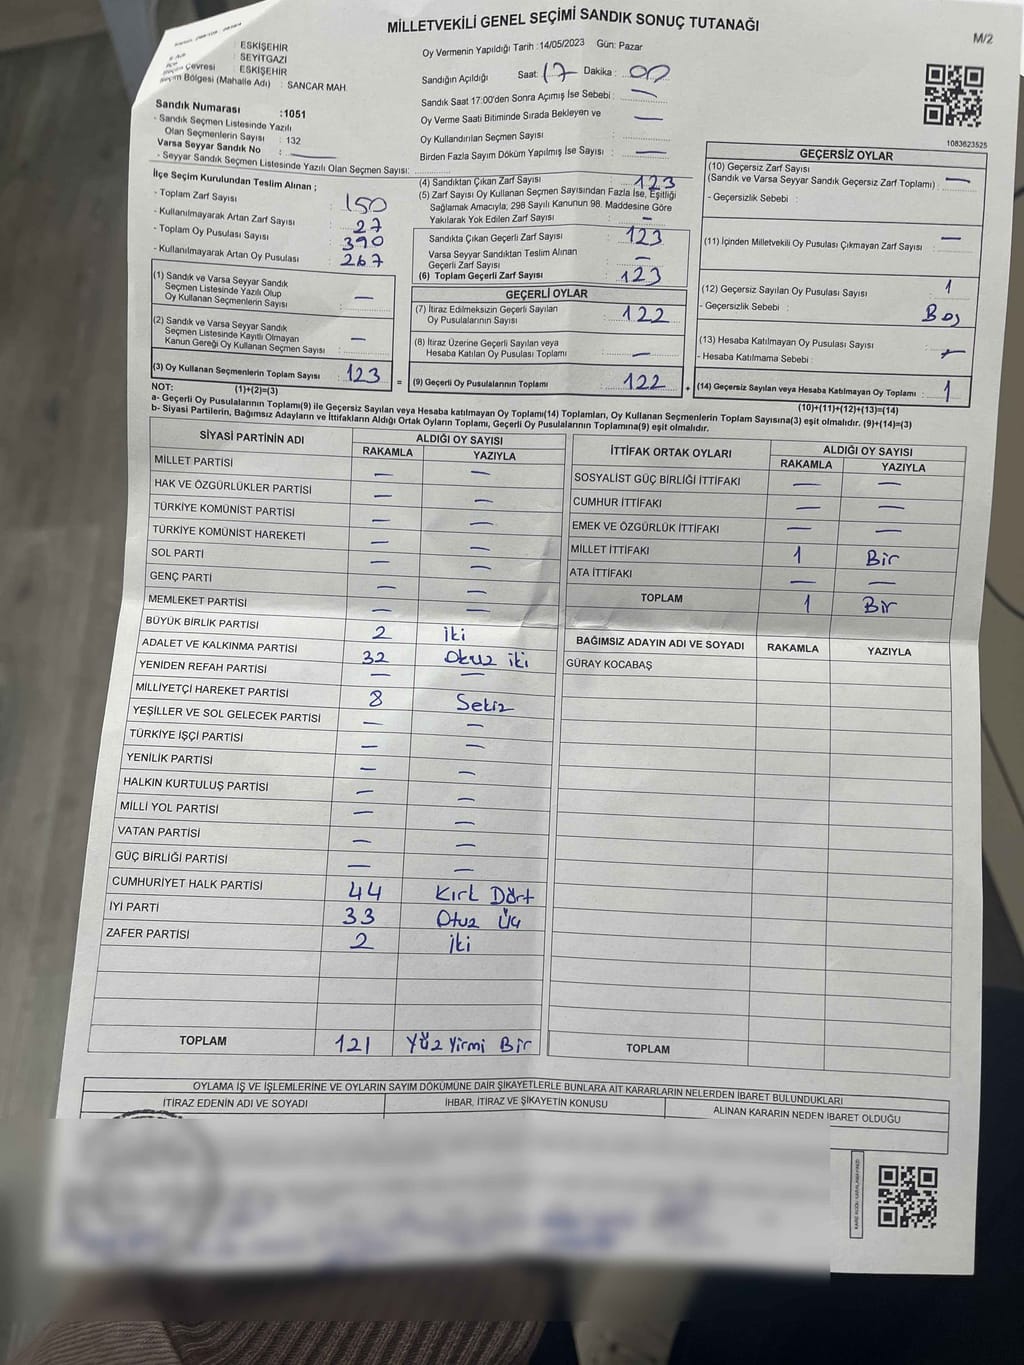 MİLLETVEKİLİ GENEL SEÇİMİ SANDIK SONUÇ TUTANAĞI
M/2
ESKİŞEHİR
SEYİTGAZİ
Seçim Çevresi : ESKİŞEHİR
Seçim Bölgesi (Mahalle Adı) : SANCAR MAH.
Oy Vermenin Yapıldığı Tarih :14/05/2023 Gün: Pazar
Sandığın Açıldığı Saat: 17 Dakika : 00
Sandık Saat 17:00'den Sonra Açımış İse Sebebi : —
Oy Verme Saati Bitiminde Sırada Bekleyen ve —
Oy Kullandırılan Seçmen Sayısı
Birden Fazla Sayım Döküm Yapılmış İse Sayısı : —
Sandık Numarası :1051
- Sandık Seçmen Listesinde Yazılı
Olan Seçmenlerin Sayısı : 132
Varsa Seyyar Sandık No : —
- Seyyar Sandık Seçmen Listesinde Yazılı Olan Seçmen Sayısı:
1083623525
İlçe Seçim Kurulundan Teslim Alınan ;
- Toplam Zarf Sayısı : 150
- Kullanılmayarak Artan Zarf Sayısı : 27
- Toplam Oy Pusulası Sayısı : 390
- Kullanılmayarak Artan Oy Pusulası : 267
(1) Sandık ve Varsa Seyyar Sandık
Seçmen Listesinde Yazılı Olup
Oy Kullanan Seçmenlerin Sayısı : —
(2) Sandık ve Varsa Seyyar Sandık
Seçmen Listesinde Kayıtlı Olmayan
Kanun Gereği Oy Kullanan Seçmen Sayısı : —
(3) Oy Kullanan Seçmenlerin Toplam Sayısı : 123
(1)+(2)=(3)
(4) Sandıktan Çıkan Zarf Sayısı : 123
(5) Zarf Sayısı Oy Kullanan Seçmen Sayısından Fazla İse, Eşitliği
Sağlamak Amacıyla; 298 Sayılı Kanunun 98. Maddesine Göre
Yakılarak Yok Edilen Zarf Sayısı : —
Sandıkta Çıkan Geçerli Zarf Sayısı : 123
Varsa Seyyar Sandıktan Teslim Alınan
Geçerli Zarf Sayısı : —
(6) Toplam Geçerli Zarf Sayısı : 123
GEÇERLİ OYLAR
(7) İtiraz Edilmeksizin Geçerli Sayılan
Oy Pusulalarının Sayısı : 122
(8) İtiraz Üzerine Geçerli Sayılan veya
Hesaba Katılan Oy Pusulası Toplamı : —
= (9) Geçerli Oy Pusulalarının Toplamı : 122
GEÇERSİZ OYLAR
(10) Geçersiz Zarf Sayısı
(Sandık ve Varsa Seyyar Sandık Geçersiz Zarf Toplamı) : —
- Geçersizlik Sebebi :
(11) İçinden Milletvekili Oy Pusulası Çıkmayan Zarf Sayısı : —
(12) Geçersiz Sayılan Oy Pusulası Sayısı : 1
- Geçersizlik Sebebi : Boş
(13) Hesaba Katılmayan Oy Pusulası Sayısı : —
- Hesaba Katılmama Sebebi :
+ (14) Geçersiz Sayılan veya Hesaba Katılmayan Oy Toplamı : 1
(10)+(11)+(12)+(13)=(14)
NOT:
a- Geçerli Oy Pusulalarının Toplamı(9) ile Geçersiz Sayılan veya Hesaba katılmayan Oy Toplamı(14) Toplamları, Oy Kullanan Seçmenlerin Toplam Sayısına(3) eşit olmalıdır. (9)+(14)=(3)
b- Siyasi Partilerin, Bağımsız Adayların ve İttifakların Aldığı Ortak Oyların Toplamı, Geçerli Oy Pusulalarının Toplamına(9) eşit olmalıdır.
SİYASİ PARTİNİN ADI ALDIĞI OY SAYISI
RAKAMLA YAZIYLA
MİLLET PARTİSİ — —
HAK VE ÖZGÜRLÜKLER PARTİSİ — —
TÜRKİYE KOMÜNİST PARTİSİ — —
TÜRKİYE KOMÜNİST HAREKETİ — —
SOL PARTİ — —
GENÇ PARTİ — —
MEMLEKET PARTİSİ — —
BÜYÜK BİRLİK PARTİSİ 2 iki
ADALET VE KALKINMA PARTİSİ 32 Otuz iki
YENİDEN REFAH PARTİSİ — —
MİLLİYETÇİ HAREKET PARTİSİ 8 Sekiz
YEŞİLLER VE SOL GELECEK PARTİSİ — —
TÜRKİYE İŞÇİ PARTİSİ — —
YENİLİK PARTİSİ — —
HALKIN KURTULUŞ PARTİSİ — —
MİLLİ YOL PARTİSİ — —
VATAN PARTİSİ — —
GÜÇ BİRLİĞİ PARTİSİ — —
CUMHURİYET HALK PARTİSİ 44 Kırk Dört
İYİ PARTİ 33 Otuz Üç
ZAFER PARTİSİ 2 iki
TOPLAM 121 Yüz Yirmi Bir
İTTİFAK ORTAK OYLARI ALDIĞI OY SAYISI
RAKAMLA YAZIYLA
SOSYALİST GÜÇ BİRLİĞİ İTTİFAKI — —
CUMHUR İTTİFAKI — —
EMEK VE ÖZGÜRLÜK İTTİFAKI — —
MİLLET İTTİFAKI 1 Bir
ATA İTTİFAKI — —
TOPLAM 1 Bir
BAĞIMSIZ ADAYIN ADI VE SOYADI RAKAMLA YAZIYLA
GÜRAY KOCABAŞ
TOPLAM
OYLAMA İŞ VE İŞLEMLERİNE VE OYLARIN SAYIM DÖKÜMÜNE DAİR ŞİKAYETLERLE BUNLARA AİT KARARLARIN NELERDEN İBARET BULUNDUKLARI
İTİRAZ EDENİN ADI VE SOYADI İHBAR, İTİRAZ VE ŞİKAYETİN KONUSU ALINAN KARARIN NEDEN İBARET OLDUĞU